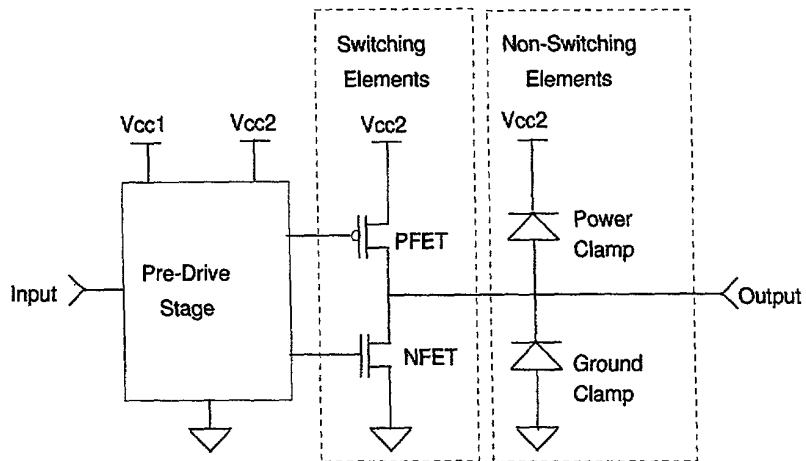 Switching
Elements
Non-Switching
Elements
Vcc1
Vcc2
Vcc2
Vcc2
PFET
Power
Clamp
Input
Pre-Drive
Stage
Output
NFET
Ground
Clamp